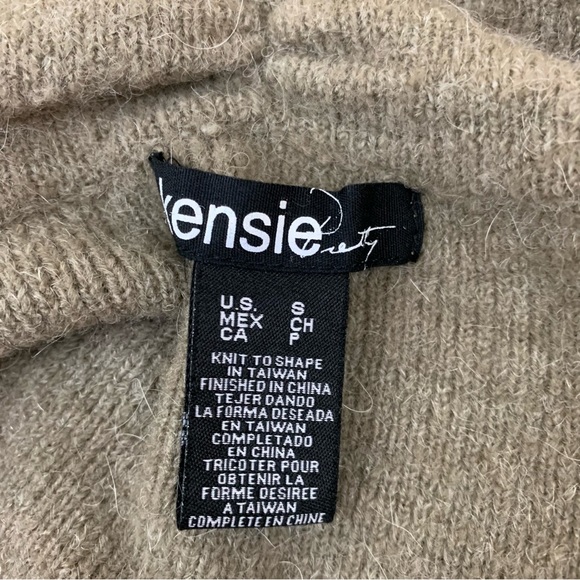 kensie Pretty
U.S. S
MEX CH
CA P
KNIT TO SHAPE
IN TAIWAN
FINISHED IN CHINA
TEJER DANDO
LA FORMA DESEADA
EN TAIWAN
COMPLETADO
EN CHINA
TRICOTER POUR
OBTENIR LA
FORME DESIREE
A TAIWAN
COMPLETE EN CHINE